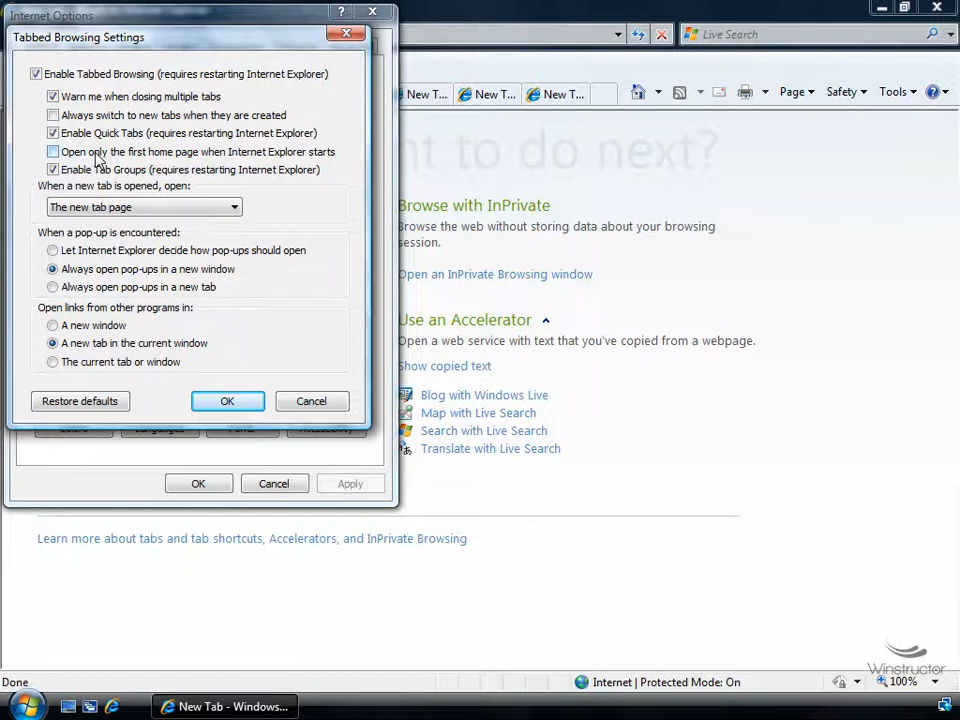 Internet Options
Live Search
Tabbed Browsing Settings
Enable Tabbed Browsing (requires restarting Internet Explorer)
Warn me when closing multiple tabs
Always switch to new tabs when they are created
Enable Quick Tabs (requires restarting Internet Explorer)
Open only the first home page when Internet Explorer starts
Enable Tab Groups (requires restarting Internet Explorer)
When a new tab is opened, open:
The new tab page
When a pop-up is encountered:
Let Internet Explorer decide how pop-ups should open
Always open pop-ups in a new window
Always open pop-ups in a new tab
Open links from other programs in:
A new window
A new tab in the current window
The current tab or window
Restore defaults
OK
Cancel
OK
Cancel
Apply
New T...
New T...
New T...
Page
Safety
Tools
nt to do next?
Browse with InPrivate
Browse the web without storing data about your browsing
session.
Open an InPrivate Browsing window
Use an Accelerator
Open a web service with text that you've copied from a webpage.
Show copied text
Blog with Windows Live
Map with Live Search
Search with Live Search
Translate with Live Search
Learn more about tabs and tab shortcuts, Accelerators, and InPrivate Browsing
Winstructor
Done
Internet | Protected Mode: On
100%
New Tab - Windows...